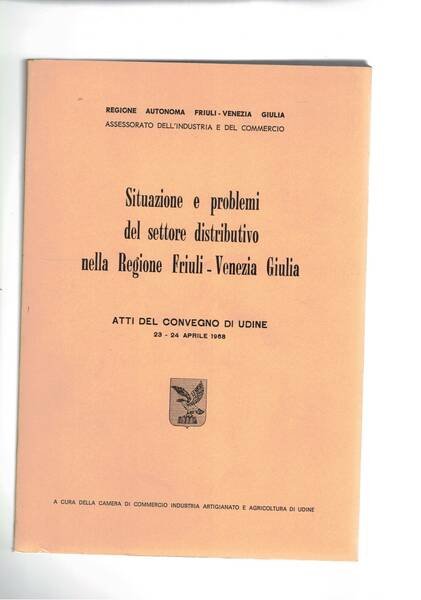 REGIONE AUTONOMA FRIULI-VENEZIA GIULIA
ASSESSORATO DELL'INDUSTRIA E DEL COMMERCIO
Situazione e problemi
del settore distributivo
nella Regione Friuli-Venezia Giulia
ATTI DEL CONVEGNO DI UDINE
23 - 24 APRILE 1968
A CURA DELLA CAMERA DI COMMERCIO INDUSTRIA ARTIGIANATO E AGRICOLTURA DI UDINE